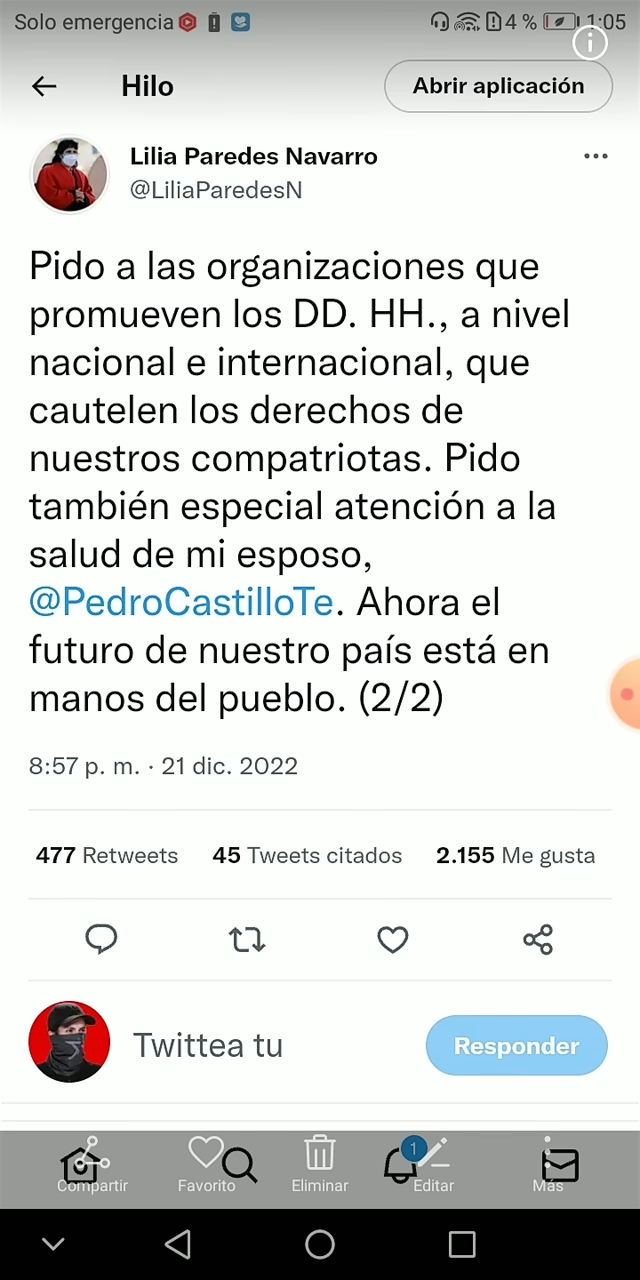 Solo emergencia 4 % 1:05
Hilo
Abrir aplicación
Lilia Paredes Navarro
@LiliaParedesN
Pido a las organizaciones que
promueven los DD. HH., a nivel
nacional e internacional, que
cautelen los derechos de
nuestros compatriotas. Pido
también especial atención a la
salud de mi esposo,
@PedroCastilloTe. Ahora el
futuro de nuestro país está en
manos del pueblo. (2/2)
8:57 p. m. · 21 dic. 2022
477 Retweets 45 Tweets citados 2.155 Me gusta
Twittea tu
Responder
1
Compartir Favorito Eliminar Editar Más